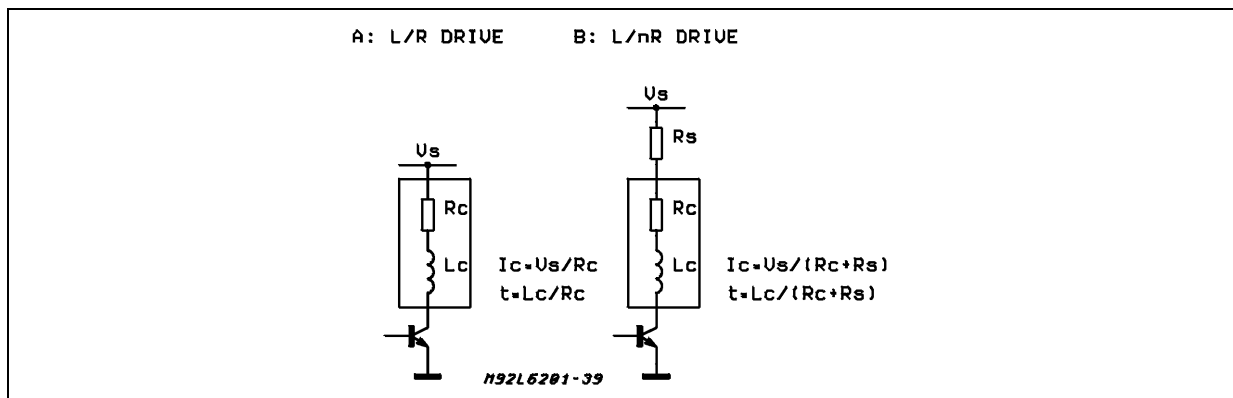 A: L/R DRIVE
B: L/nR DRIVE
Vs
Rc
Lc
Ic=Vs/Rc
t=Lc/Rc
Vs
Rs
Rc
Lc
Ic=Vs/(Rc+Rs)
t=Lc/(Rc+Rs)
M92L6201-39